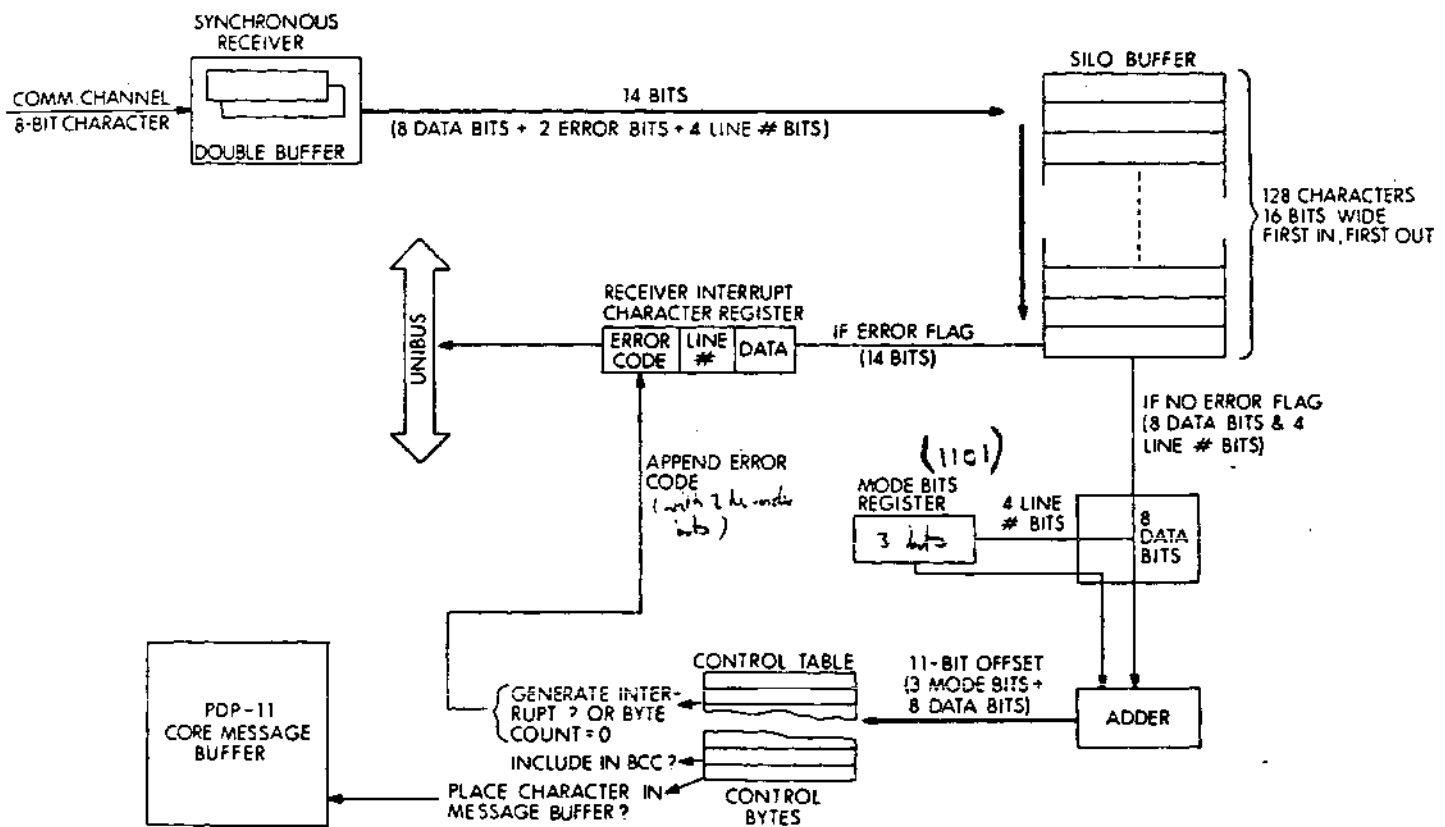 SYNCHRONOUS
RECEIVER
COMM. CHANNEL
8-BIT CHARACTER
DOUBLE BUFFER
14 BITS
(8 DATA BITS + 2 ERROR BITS + 4 LINE # BITS)
SILO BUFFER
128 CHARACTERS
16 BITS WIDE
FIRST IN, FIRST OUT
UNIBUS
RECEIVER INTERRUPT
CHARACTER REGISTER
ERROR
CODE
LINE
#
DATA
IF ERROR FLAG
(14 BITS)
IF NO ERROR FLAG
(8 DATA BITS & 4
LINE # BITS)
APPEND ERROR
CODE
(with 2
bits)
(1101)
MODE BITS
REGISTER
3 bits
4 LINE
# BITS
8
DATA
BITS
PDP-11
CORE MESSAGE
BUFFER
GENERATE INTER-
RUPT ? OR BYTE
COUNT = 0
INCLUDE IN BCC ?
PLACE CHARACTER IN
MESSAGE BUFFER ?
CONTROL TABLE
CONTROL
BYTES
11-BIT OFFSET
(3 MODE BITS +
8 DATA BITS)
ADDER